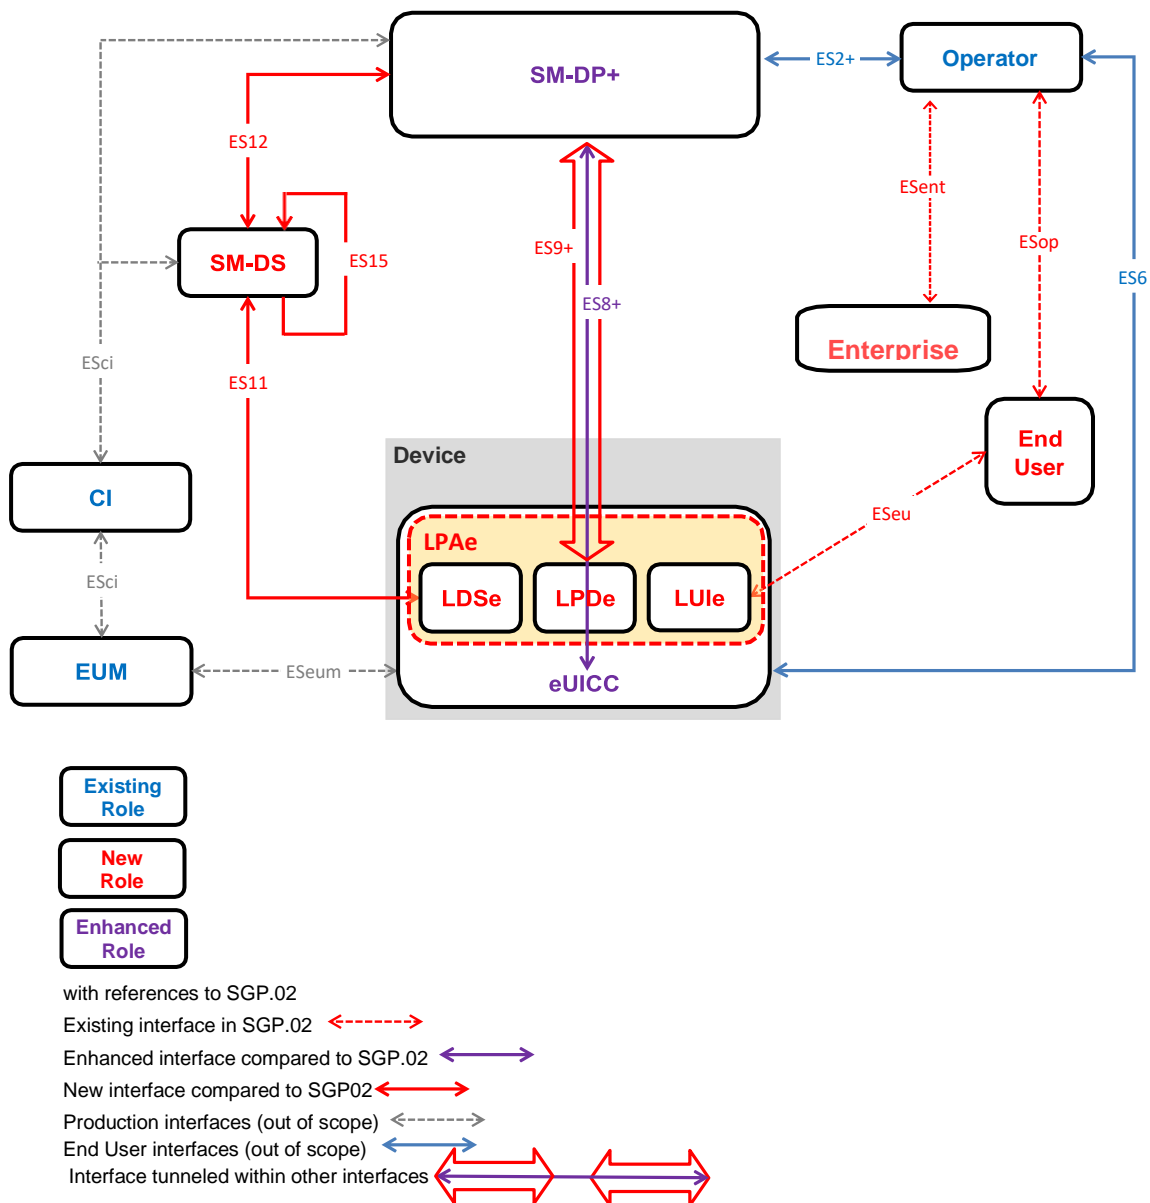 SM-DP+
ES2+
Operator
ES12
ESent
ESop
SM-DS
ES15
ES9+
ES8+
ES6
Enterprise
ESci
ES11
End
User
Device
CI
ESeu
LPAe
LDSe
LPDe
LUIe
ESci
EUM
ESeum
eUICC
Existing
Role
New
Role
Enhanced
Role
with references to SGP.02
Existing interface in SGP.02
Enhanced interface compared to SGP.02
New interface compared to SGP02
Production interfaces (out of scope)
End User interfaces (out of scope)
Interface tunneled within other interfaces